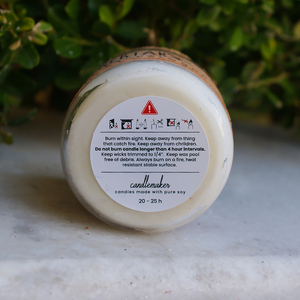 Burn within sight. Keep away from thing
that catch fire. Keep away from children.
Do not burn candle longer than 4 hour intervals.
Keep wicks trimmed to 1/4". Keep wax pool
free of debris. Always burn on a fire, heat
resistant stable surface.
candlemaker
candles made with pure soy
20 - 25 h